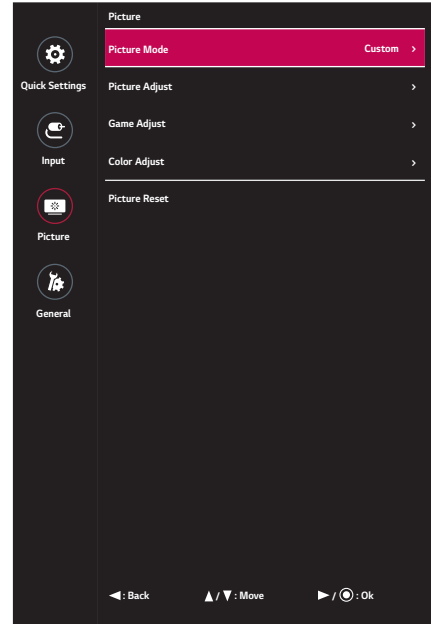 Picture
Picture Mode Custom >
Quick Settings
Picture Adjust >
Game Adjust >
Input
Color Adjust >
Picture Reset
Picture
General
◀ : Back ▲ / ▼ : Move ▶ / ◉ : Ok